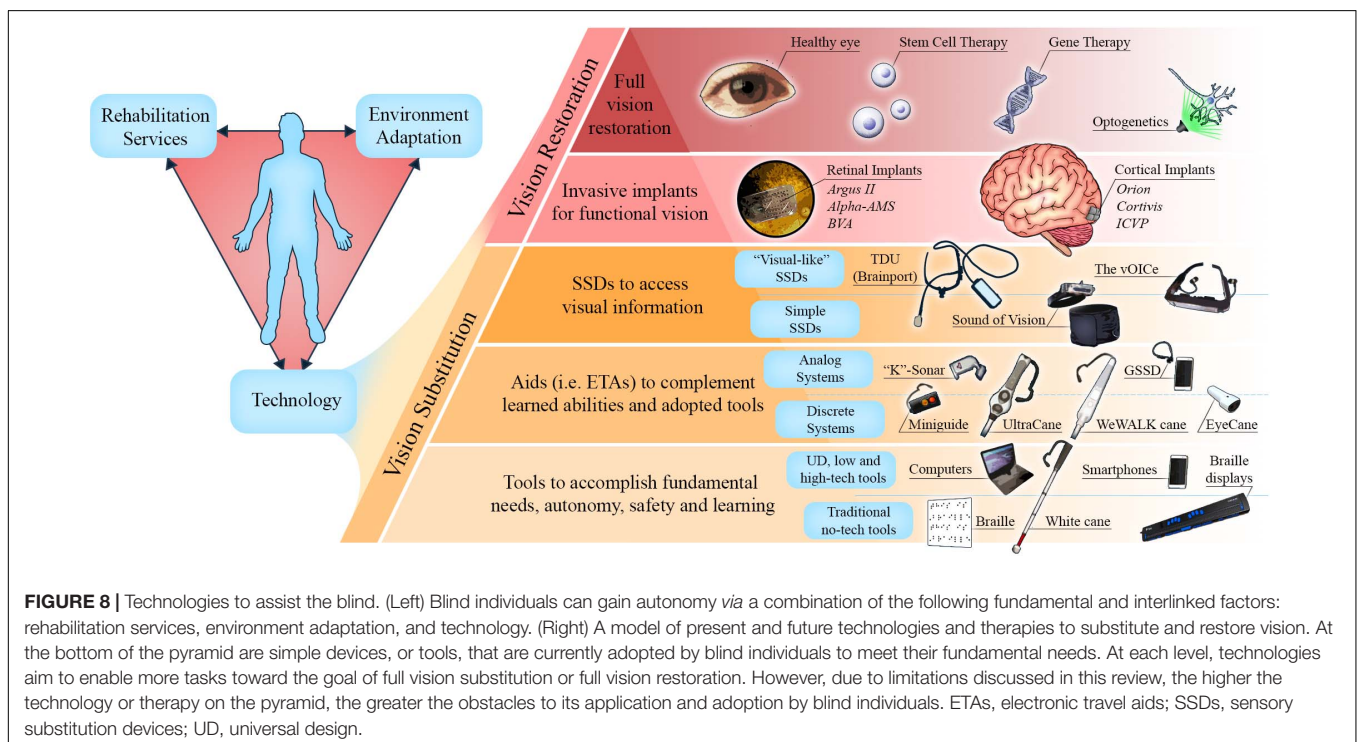 Rehabilitation
Services
Environment
Adaptation
Technology
Vision Restoration
Vision Substitution
Full
vision
restoration
Healthy eye
Stem Cell Therapy
Gene Therapy
Optogenetics
Invasive implants
for functional vision
Retinal Implants
Argus II
Alpha-AMS
BVA
Cortical Implants
Orion
Cortivis
ICVP
SSDs to access
visual information
“Visual-like”
SSDs
TDU
(Brainport)
The vOICe
Simple
SSDs
Sound of Vision
Aids (i.e. ETAs) to complement
learned abilities and adopted tools
Analog
Systems
“K”-Sonar
GSSD
Discrete
Systems
Miniguide
UltraCane
WeWALK cane
EyeCane
Tools to accomplish fundamental
needs, autonomy, safety and learning
UD, low and
high-tech tools
Computers
Smartphones
Braille
displays
Traditional
no-tech tools
Braille
White cane
FIGURE 8 | Technologies to assist the blind. (Left) Blind individuals can gain autonomy via a combination of the following fundamental and interlinked factors:
rehabilitation services, environment adaptation, and technology. (Right) A model of present and future technologies and therapies to substitute and restore vision. At
the bottom of the pyramid are simple devices, or tools, that are currently adopted by blind individuals to meet their fundamental needs. At each level, technologies
aim to enable more tasks toward the goal of full vision substitution or full vision restoration. However, due to limitations discussed in this review, the higher the
technology or therapy on the pyramid, the greater the obstacles to its application and adoption by blind individuals. ETAs, electronic travel aids; SSDs, sensory
substitution devices; UD, universal design.